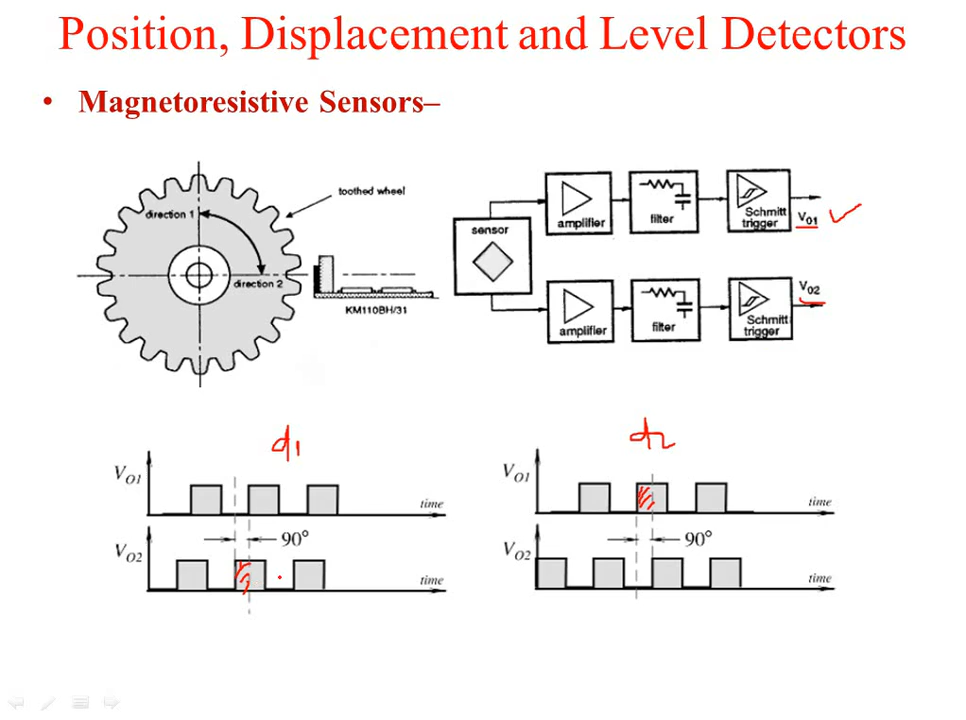 Position, Displacement and Level Detectors
• Magnetoresistive Sensors–
toothed wheel
direction 1
direction 2
KM110BH/31
sensor
amplifier
filter
Schmitt
trigger
V01
amplifier
filter
Schmitt
trigger
V02
d1
VO1
time
90°
VO2
time
d2
VO1
time
90°
VO2
time